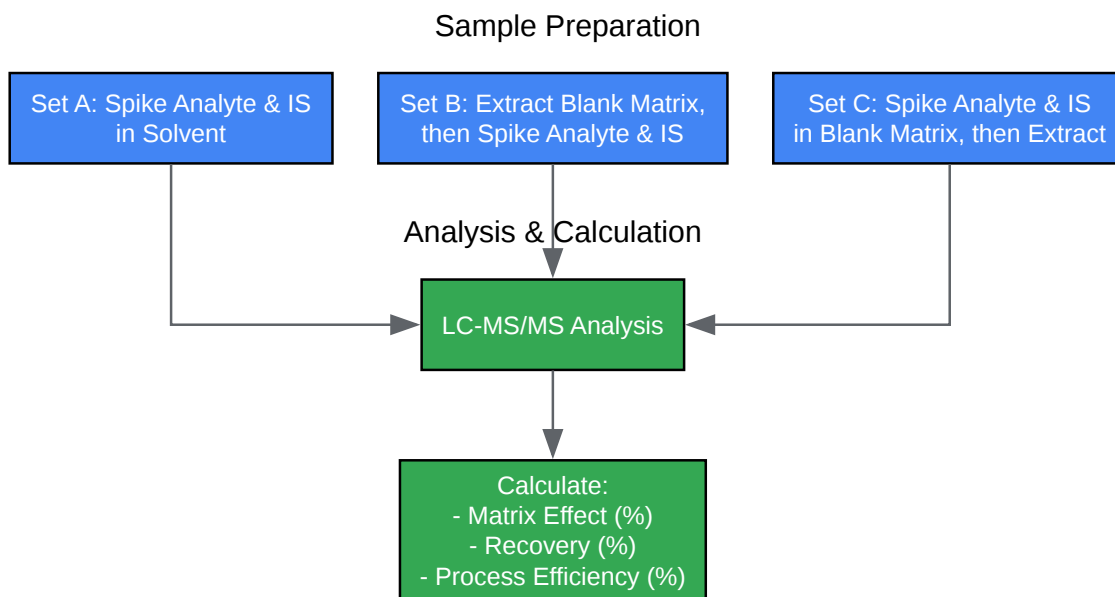 Sample Preparation
Set A: Spike Analyte & IS
in Solvent
Set B: Extract Blank Matrix,
then Spike Analyte & IS
Set C: Spike Analyte & IS
in Blank Matrix, then Extract
Analysis & Calculation
LC-MS/MS Analysis
Calculate:
- Matrix Effect (%)
- Recovery (%)
- Process Efficiency (%)